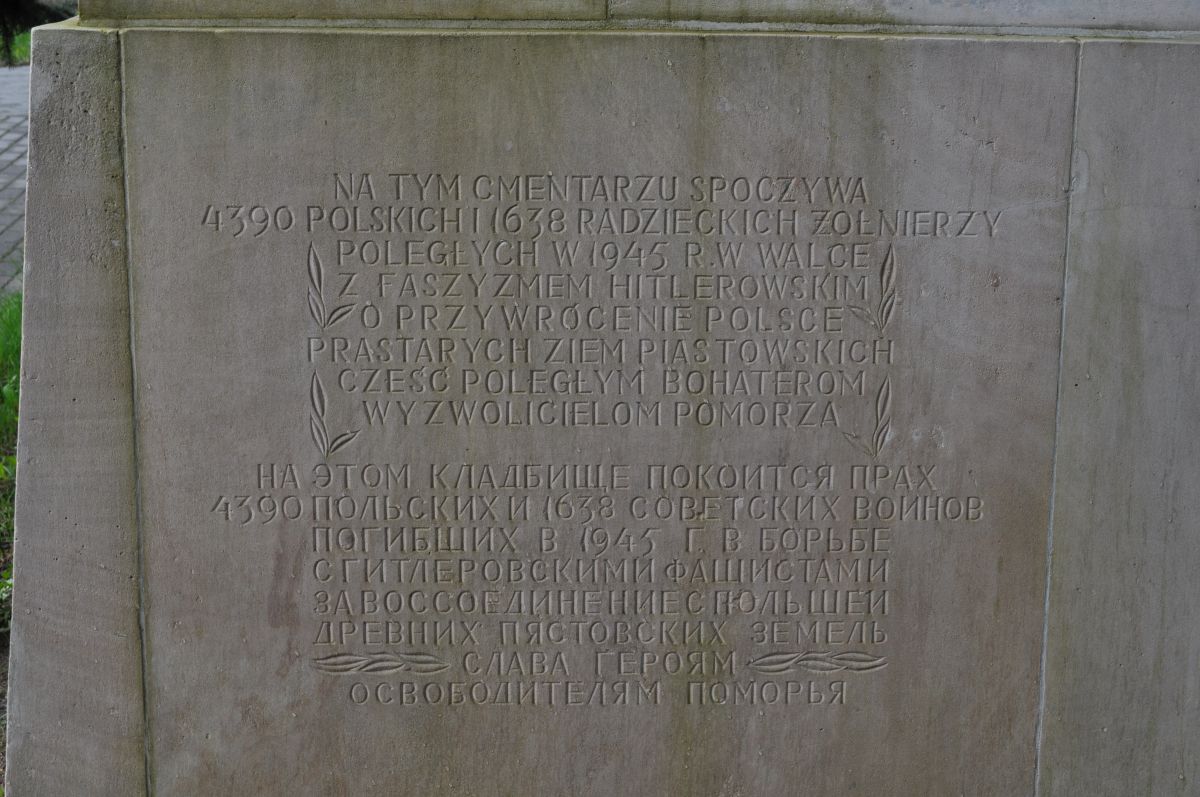 NA TYM CMENTARZU SPOCZYWA
4390 POLSKICH I 1638 RADZIECKICH ŻOŁNIERZY
POLEGŁYCH W 1945 R. W WALCE
Z FASZYZMEM HITLEROWSKIM
O PRZYWRÓCENIE POLSCE
PRASTARYCH ZIEM PIASTOWSKICH
CZEŚĆ POLEGŁYM BOHATEROM
WYZWOLICIELOM POMORZA
НА ЭТОМ КЛАДБИЩЕ ПОКОИТСЯ ПРАХ
4390 ПОЛЬСКИХ И 1638 СОВЕТСКИХ ВОИНОВ
ПОГИБШИХ В 1945 Г. В БОРЬБЕ
С ГИТЛЕРОВСКИМИ ФАШИСТАМИ
ЗА ВОССОЕДИНЕНИЕ С ПОЛЬШЕЙ
ДРЕВНИХ ПЯСТОВСКИХ ЗЕМЕЛЬ
СЛАВА ГЕРОЯМ
ОСВОБОДИТЕЛЯМ ПОМОРЬЯ